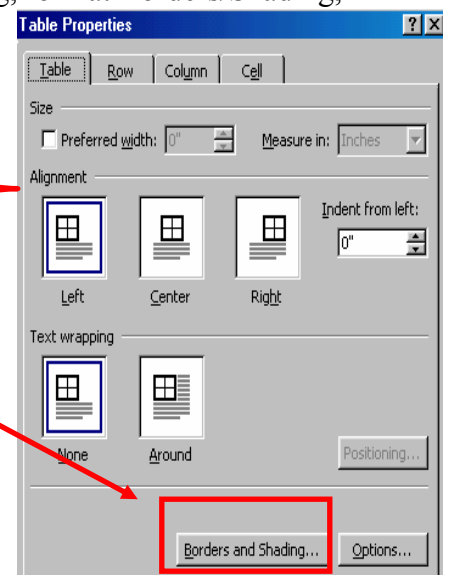 Table Properties ? X
Table Row Column Cell
Size
Preferred width: 0" Measure in: Inches
Alignment
Indent from left:
0"
Left Center Right
Text wrapping
None Around Positioning...
Borders and Shading... Options...